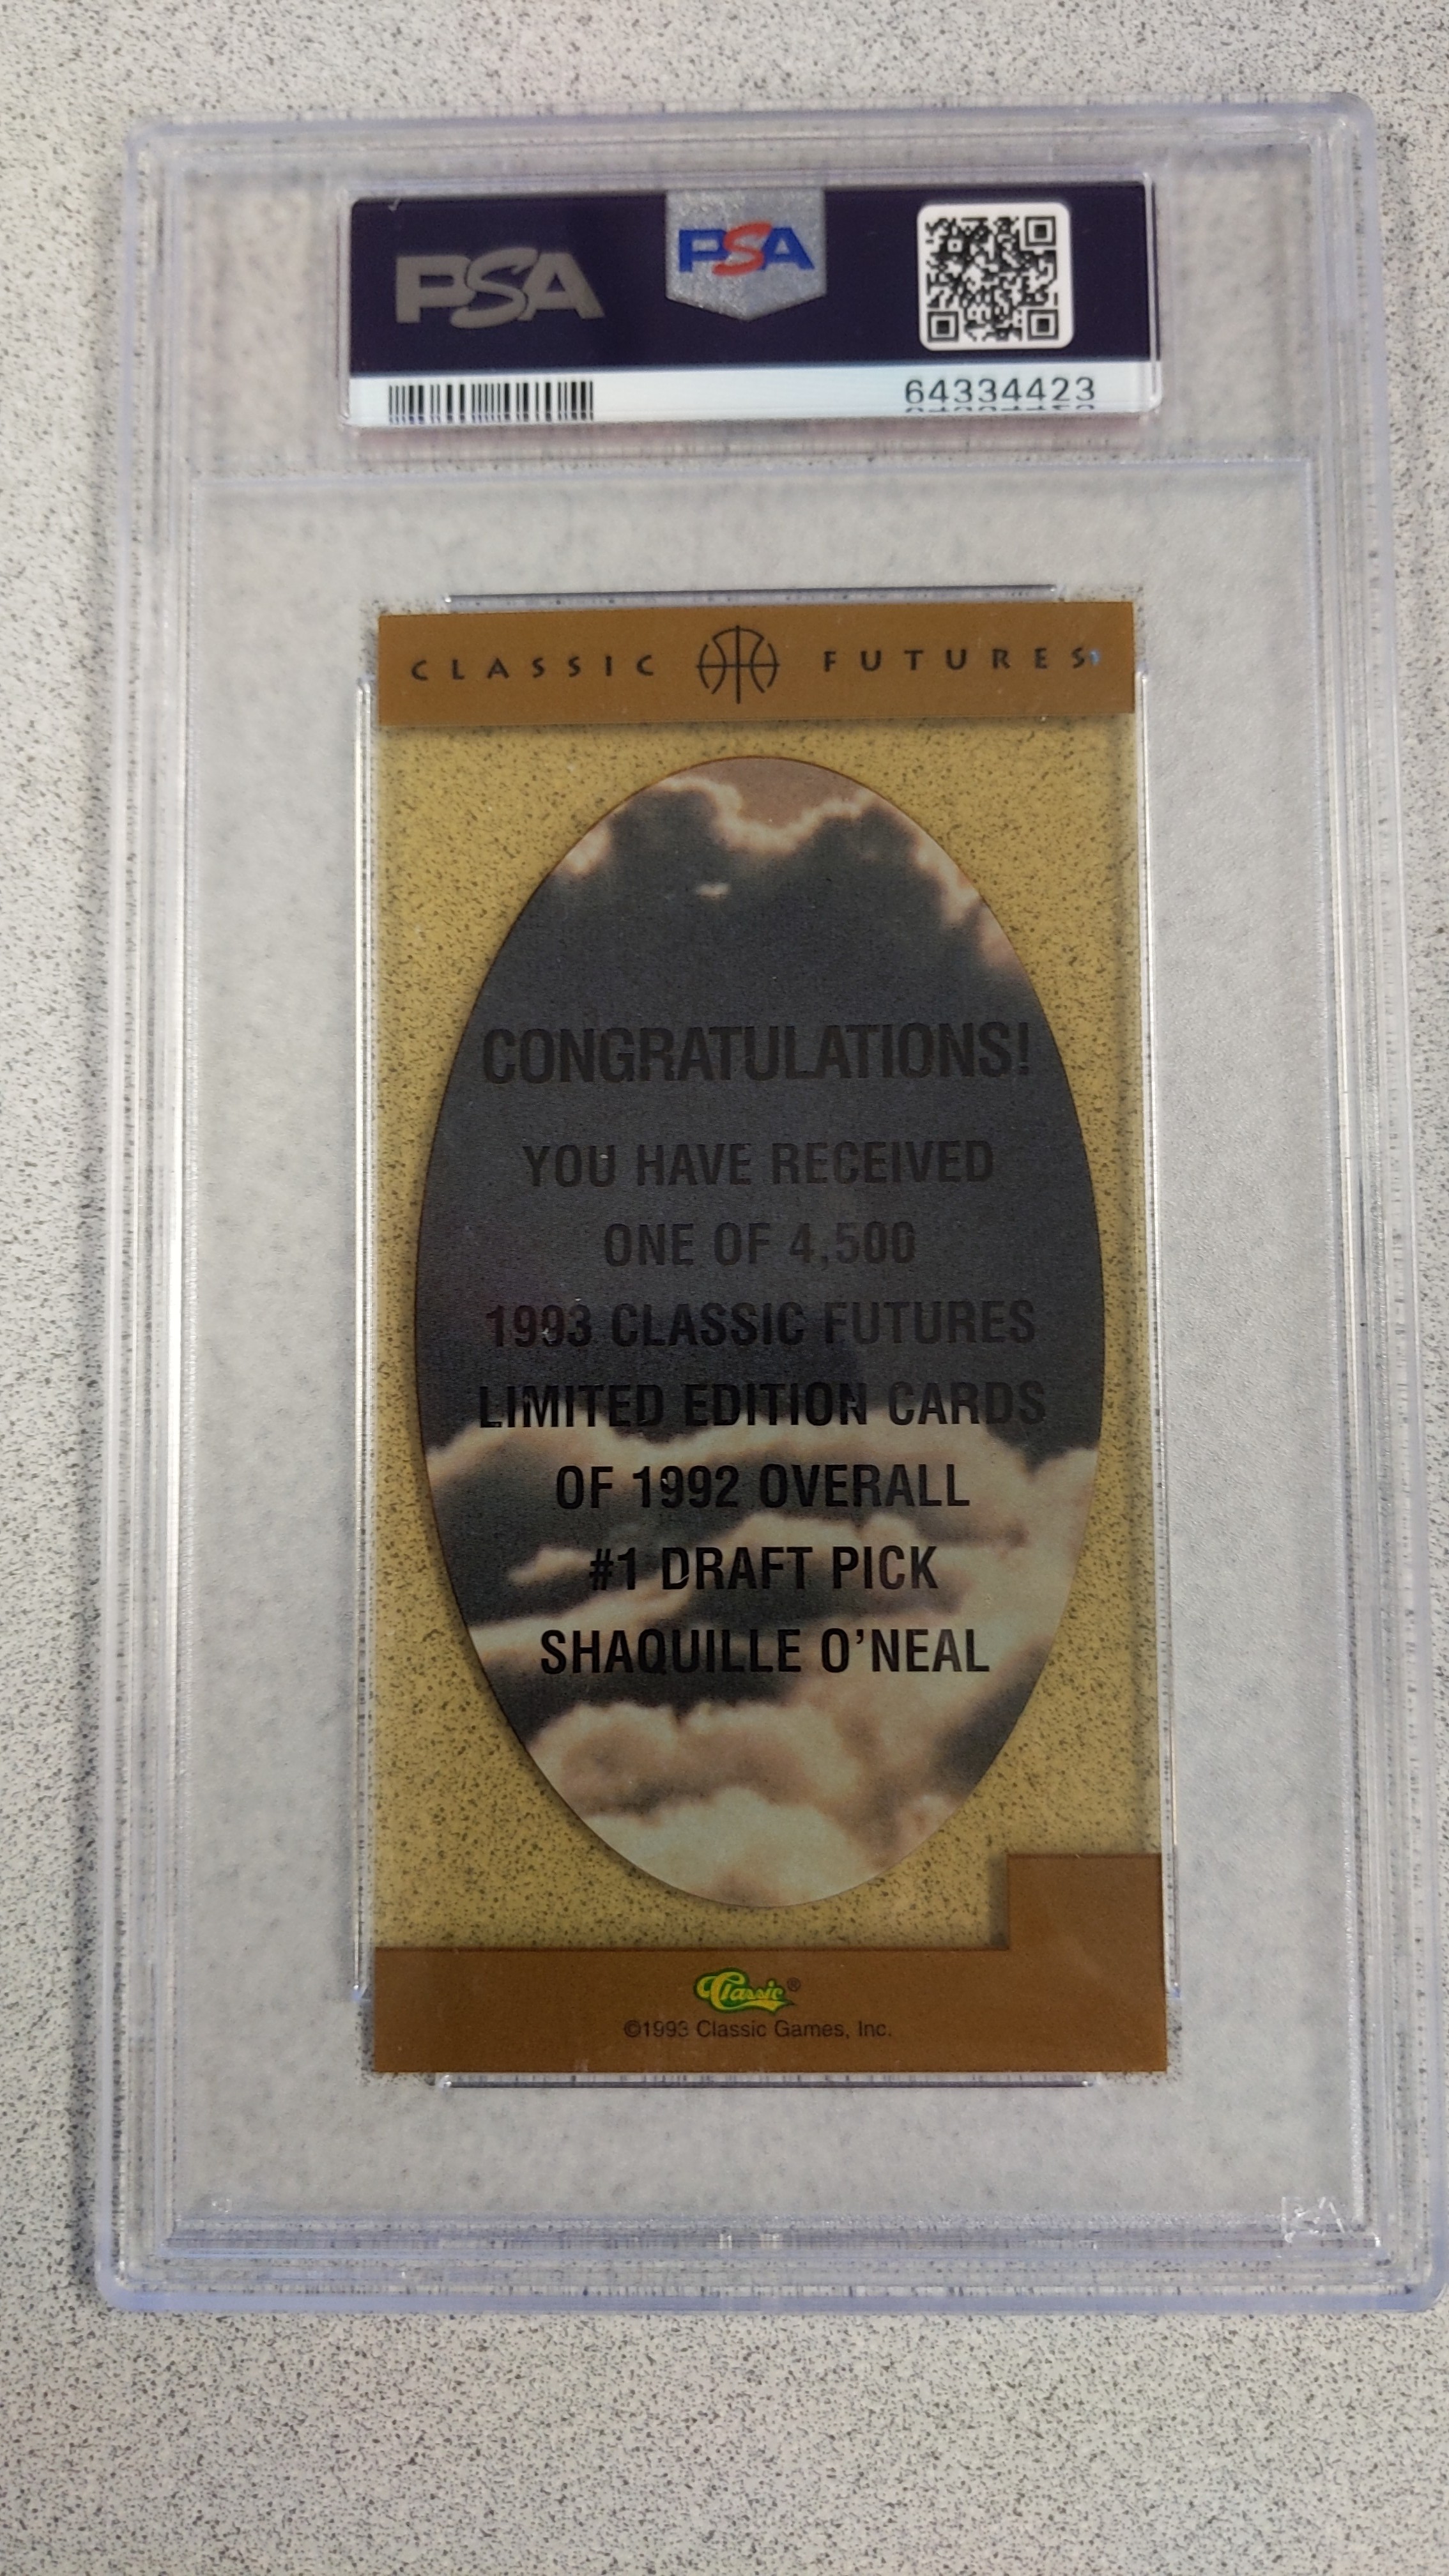 PSA PSA
64334423
CLASSIC FUTURES
CONGRATULATIONS!
YOU HAVE RECEIVED
ONE OF 4,500
1993 CLASSIC FUTURES
LIMITED EDITION CARDS
OF 1992 OVERALL
#1 DRAFT PICK
SHAQUILLE O'NEAL
Classic®
©1993 Classic Games, Inc.
PSA